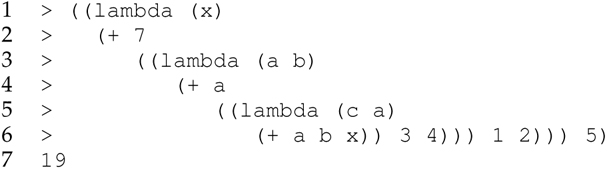 1 > ((lambda (x)
2 >   (+ 7
3 >      ((lambda (a b)
4 >         (+ a
5 >            ((lambda (c a)
6 >               (+ a b x)) 3 4))) 1 2))) 5)
7 19